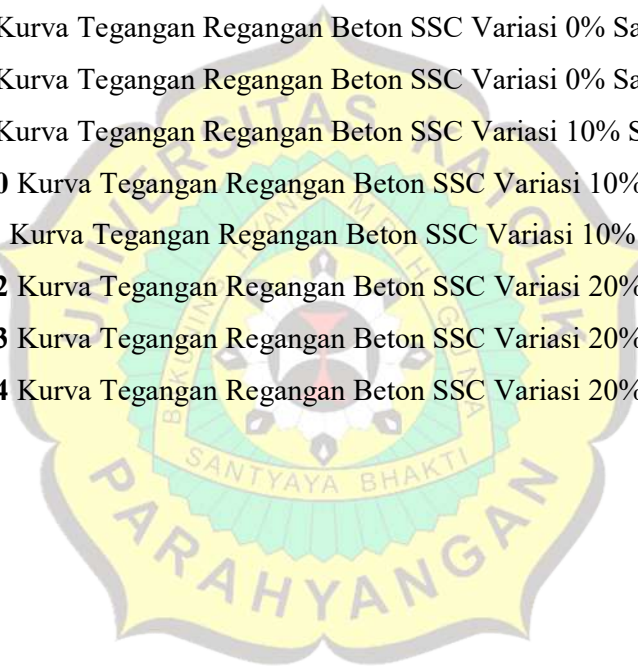 Kurva Tegangan Regangan Beton SSC Variasi 0%
Kurva Tegangan Regangan Beton SSC Variasi 0%
Kurva Tegangan Regangan Beton SSC Variasi 10%
0 Kurva Tegangan Regangan Beton SSC Variasi 10%
Kurva Tegangan Regangan Beton SSC Variasi 10%
2 Kurva Tegangan Regangan Beton SSC Variasi 20%
3 Kurva Tegangan Regangan Beton SSC Variasi 20%
4 Kurva Tegangan Regangan Beton SSC Variasi 20%
UNIVERSITAS KATOLIK
PARAHYANGAN
SANTYAYA BHAKTI